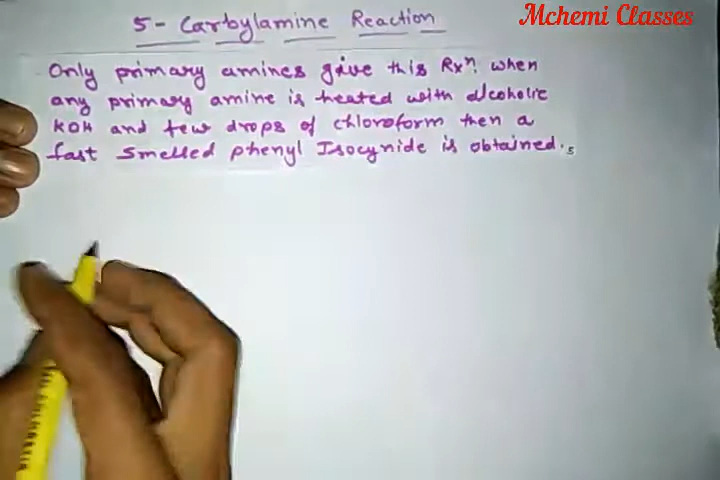 Mchemi Classes
5- Carbylamine Reaction
Only primary amines give this Rxⁿ. when
any primary amine is heated with alcoholic
KOH and few drops of chloroform then a
fast smelled phenyl Isocynide is obtained.